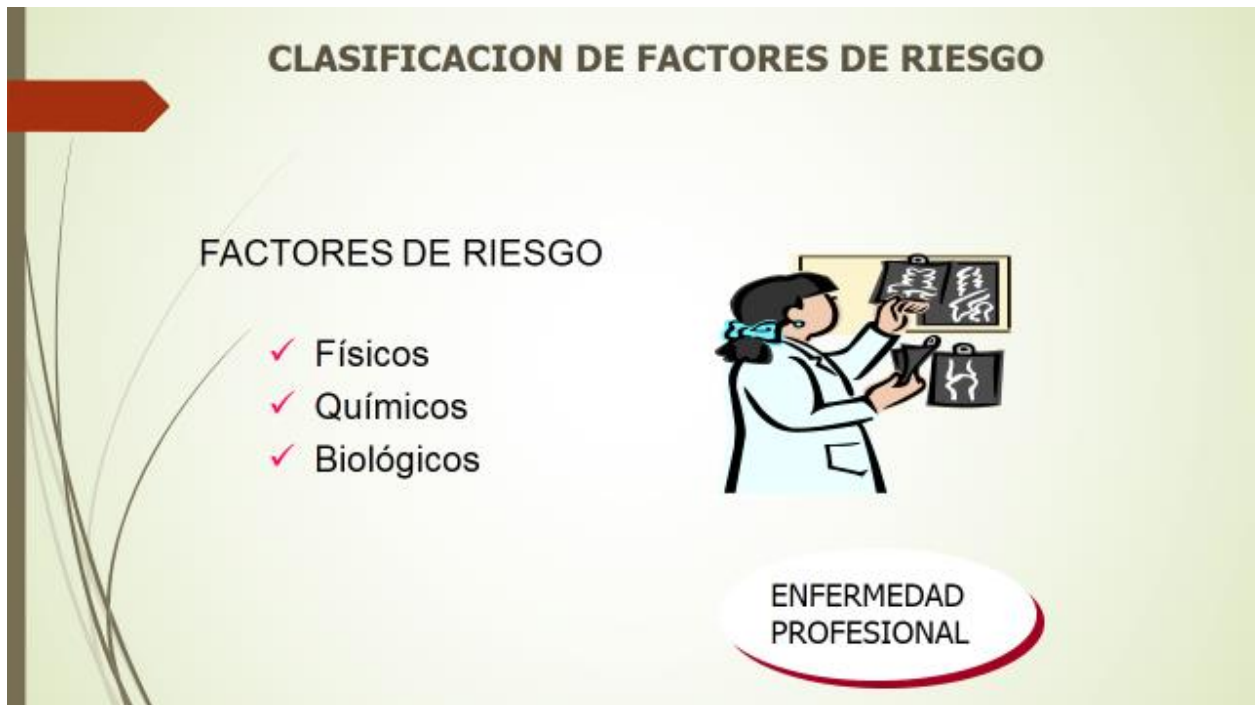 CLASIFICACION DE FACTORES DE RIESGO
FACTORES DE RIESGO
Físicos
Químicos
Biológicos
ENFERMEDAD
PROFESIONAL